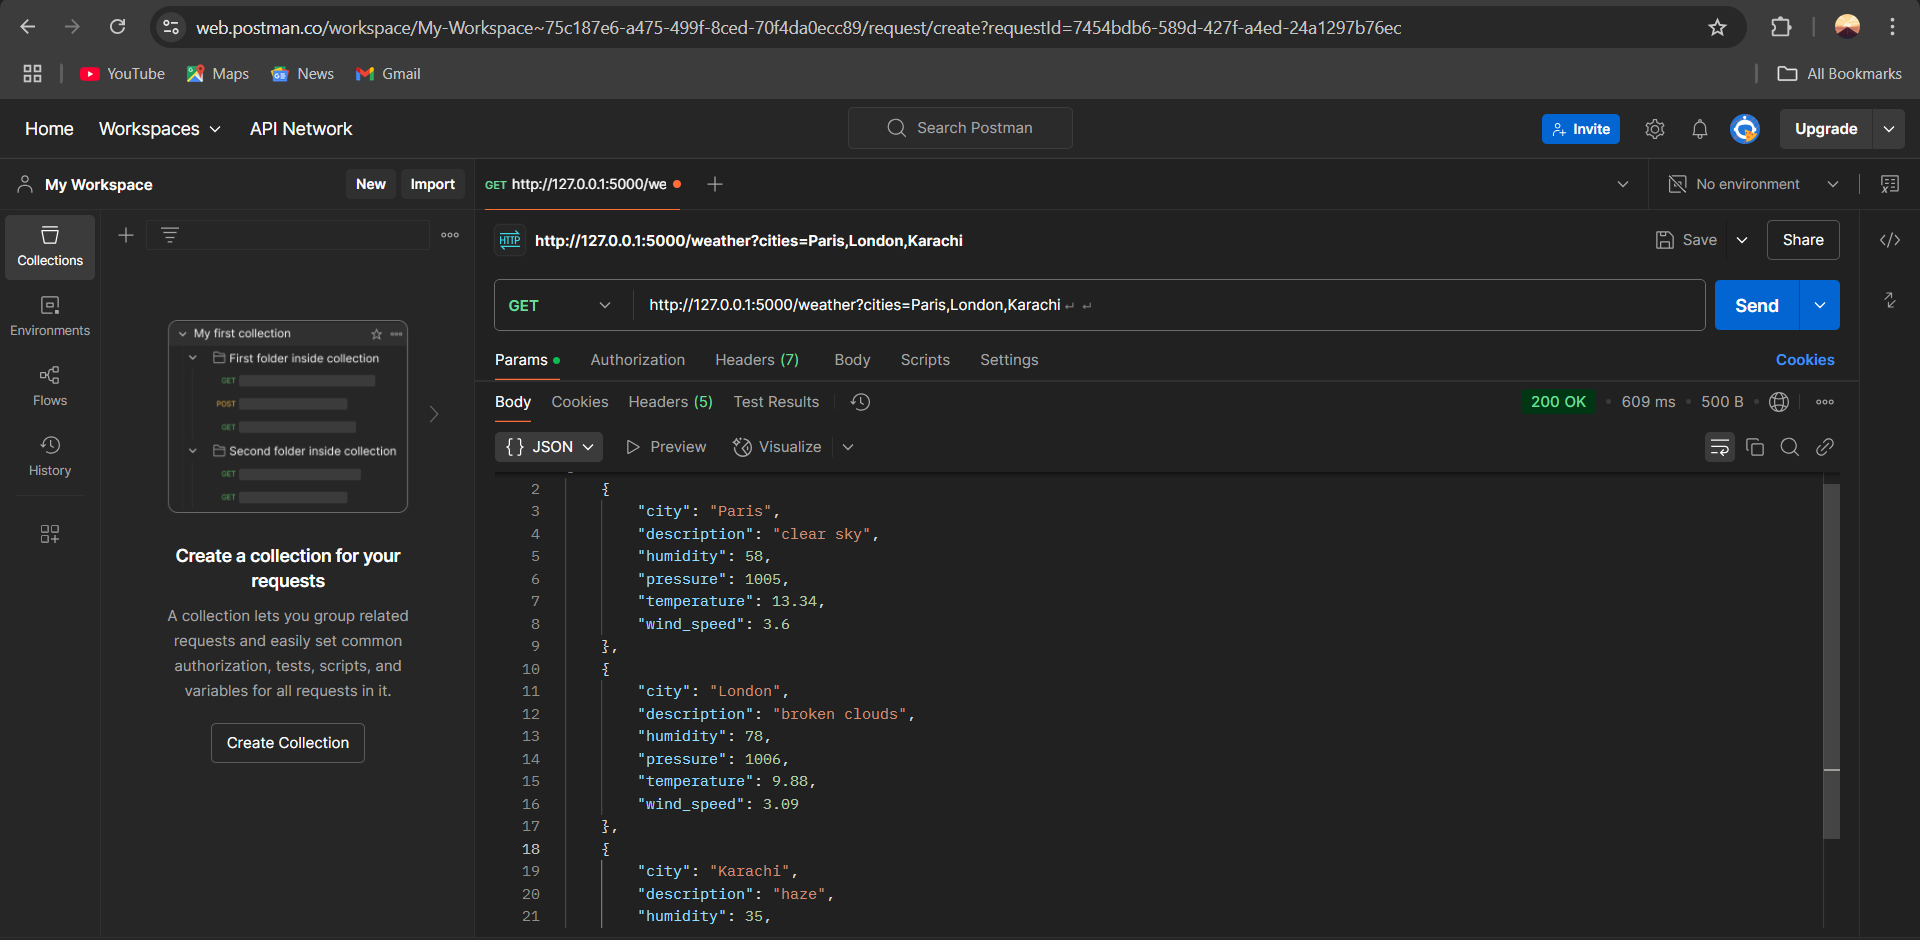 web.postman.co/workspace/My-Workspace~75c187e6-a475-499f-8ced-70f4da0ecc89/request/create?requestId=7454bdb6-589d-427f-a4ed-24a1297b76ec
YouTube Maps News Gmail All Bookmarks
Home Workspaces API Network Search Postman Invite Upgrade
My Workspace New Import GET http://127.0.0.1:5000/we No environment
Collections
Environments
Flows
History
My first collection
First folder inside collection
GET
POST
GET
Second folder inside collection
GET
GET
Create a collection for your
requests
A collection lets you group related
requests and easily set common
authorization, tests, scripts, and
variables for all requests in it.
Create Collection
HTTP http://127.0.0.1:5000/weather?cities=Paris,London,Karachi Save Share
GET http://127.0.0.1:5000/weather?cities=Paris,London,Karachi Send
Params Authorization Headers (7) Body Scripts Settings Cookies
Body Cookies Headers (5) Test Results 200 OK • 609 ms • 500 B
{} JSON Preview Visualize
2 {
3 "city": "Paris",
4 "description": "clear sky",
5 "humidity": 58,
6 "pressure": 1005,
7 "temperature": 13.34,
8 "wind_speed": 3.6
9 },
10 {
11 "city": "London",
12 "description": "broken clouds",
13 "humidity": 78,
14 "pressure": 1006,
15 "temperature": 9.88,
16 "wind_speed": 3.09
17 },
18 {
19 "city": "Karachi",
20 "description": "haze",
21 "humidity": 35,